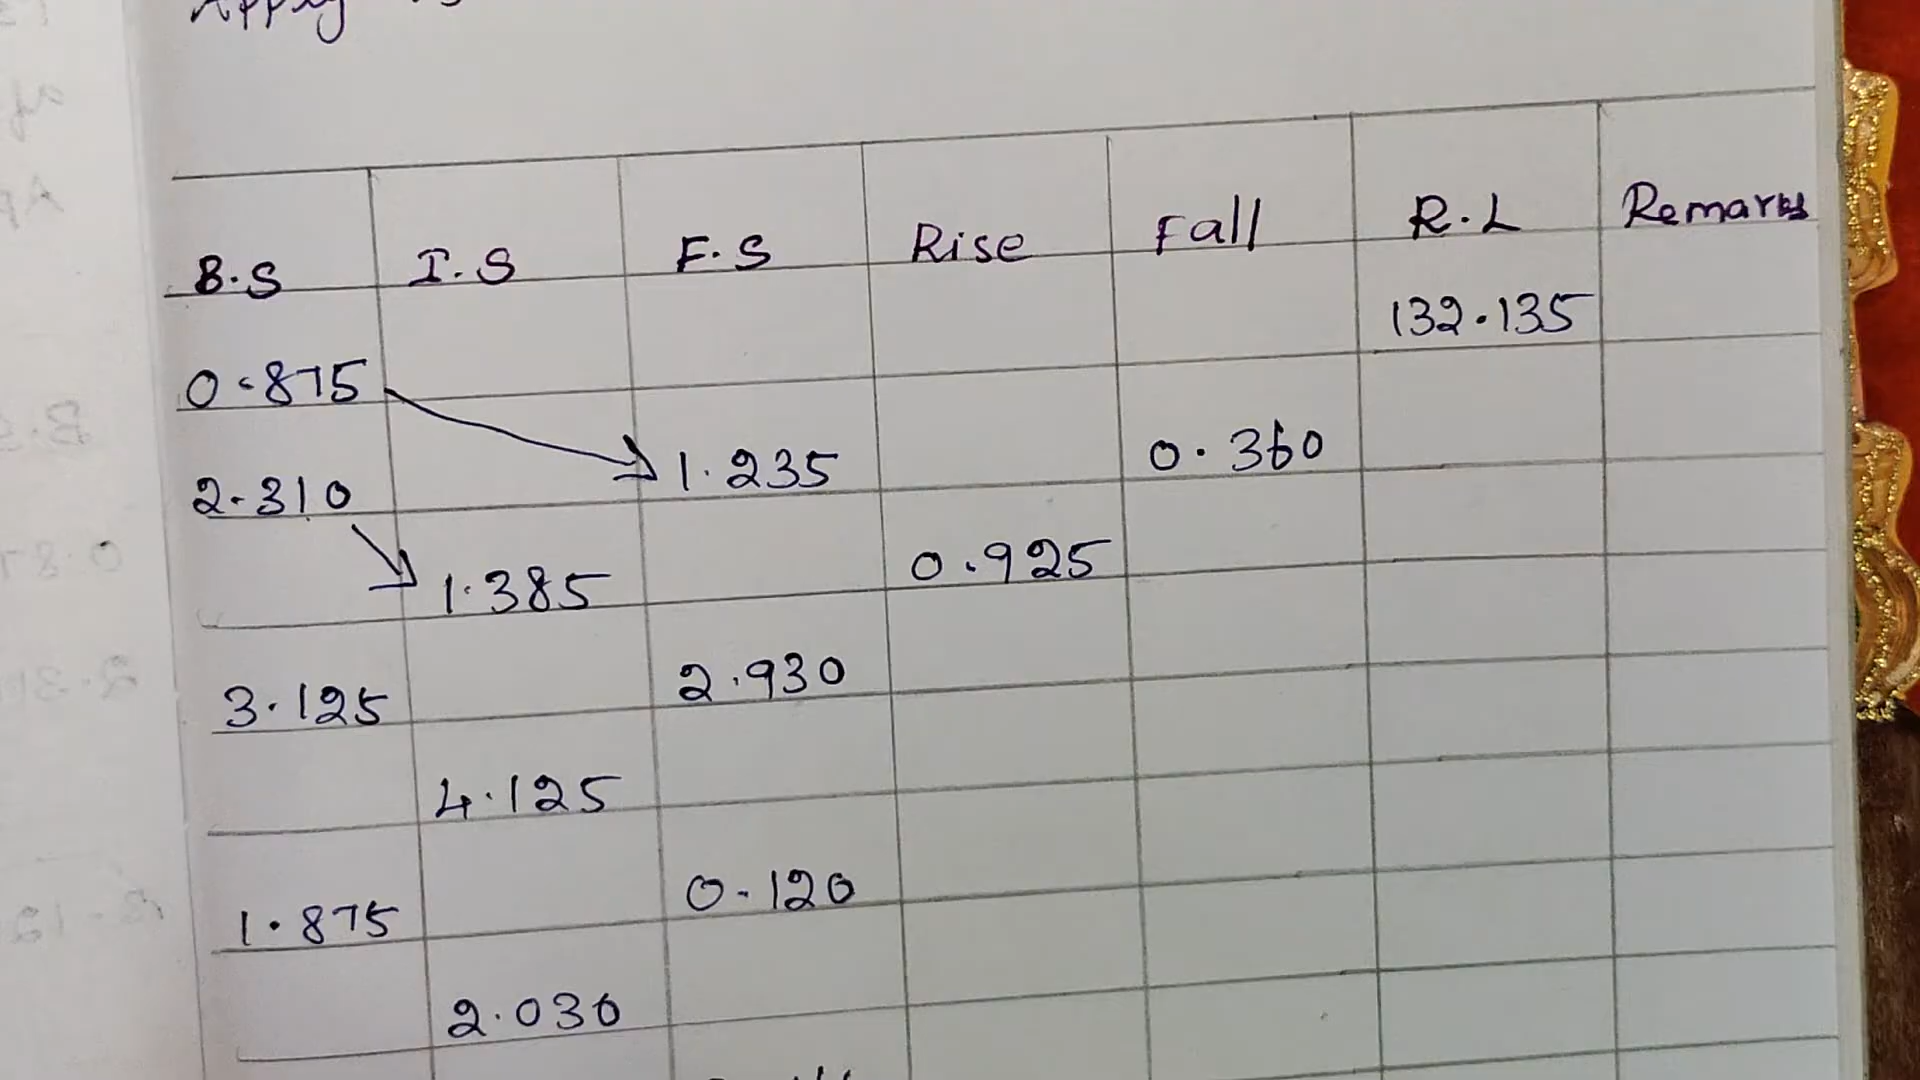 Apply
B.S I.S F.S Rise Fall R.L Remarks
0.875 132.135
2.310 1.235 0.360
1.385 0.925
3.125 2.930
4.125
1.875 0.120
2.030